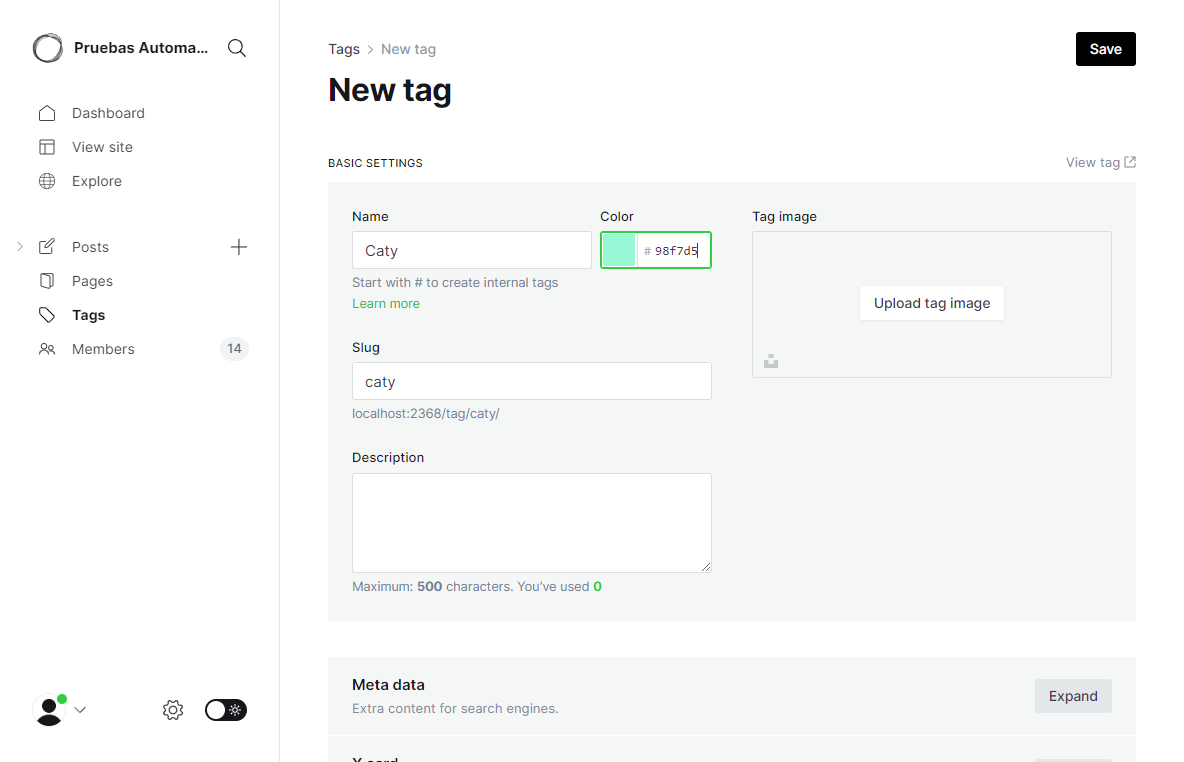 Pruebas Automa...
Dashboard
View site
Explore
Posts
Pages
Tags
Members 14
Tags > New tag
Save
New tag
BASIC SETTINGS
View tag
Name
Caty
Start with # to create internal tags
Learn more
Color
# 98f7d5
Tag image
Upload tag image
Slug
caty
localhost:2368/tag/caty/
Description
Maximum: 500 characters. You’ve used 0
Meta data
Extra content for search engines.
Expand
X card